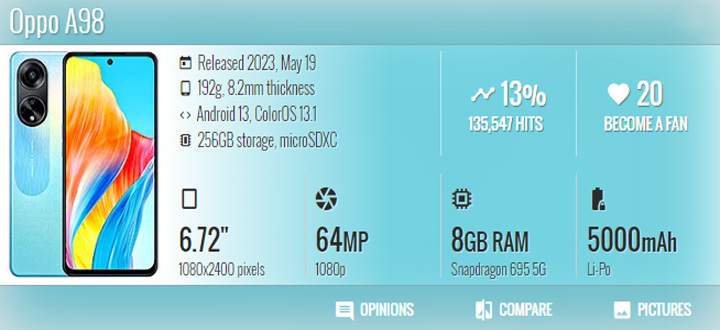 Oppo A98
Released 2023, May 19
192g, 8.2mm thickness
Android 13, ColorOS 13.1
256GB storage, microSDXC
13%
135,547 HITS
20
BECOME A FAN
6.72"
1080x2400 pixels
64MP
1080p
8GB RAM
Snapdragon 695 5G
5000mAh
Li-Po
OPINIONS
COMPARE
PICTURES